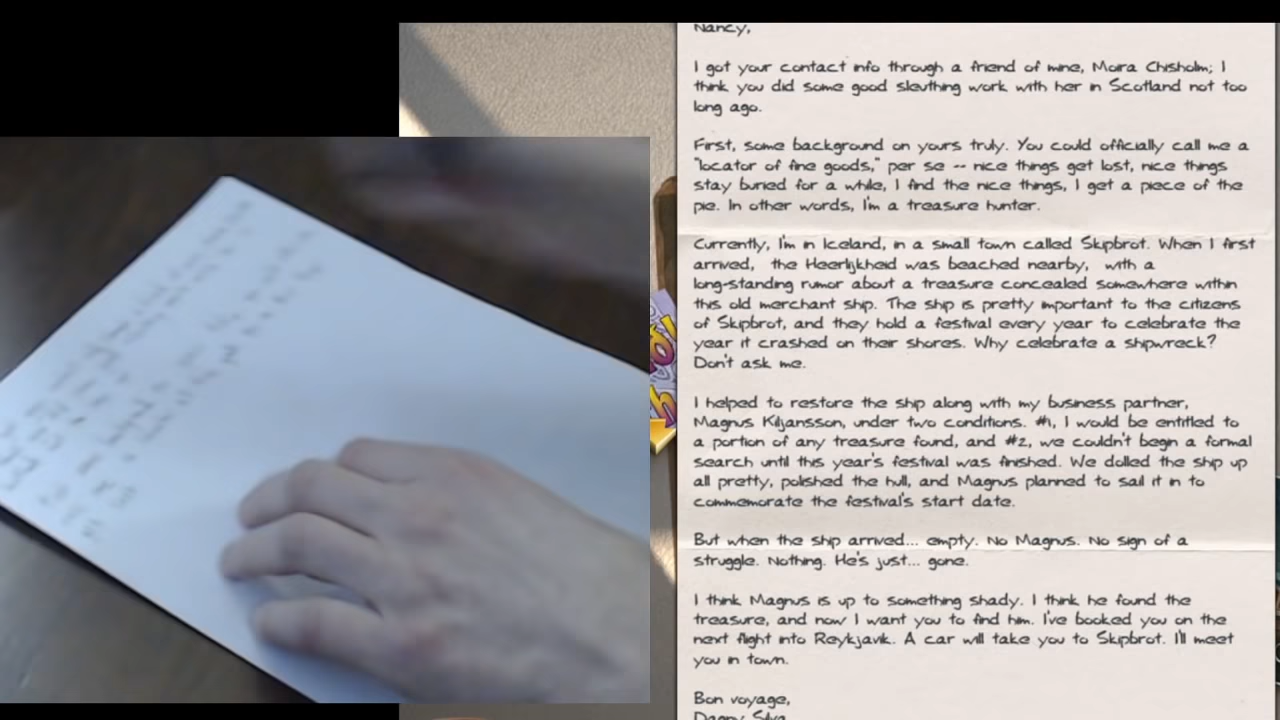 Nancy,
I got your contact info through a friend of mine, Moira Chisholm; I
think you did some good sleuthing work with her in Scotland not too
long ago.
First, some background on yours truly. You could officially call me a
"locator of fine goods," per se -- nice things get lost, nice things
stay buried for a while, I find the nice things, I get a piece of the
pie. In other words, I'm a treasure hunter.
Currently, I'm in Iceland, in a small town called Skipbrot. When I first
arrived, the Heerlijkheid was beached nearby, with a
long-standing rumor about a treasure concealed somewhere within
this old merchant ship. The ship is pretty important to the citizens
of Skipbrot, and they hold a festival every year to celebrate the
year it crashed on their shores. Why celebrate a shipwreck?
Don't ask me.
I helped to restore the ship along with my business partner,
Magnus Kiljansson, under two conditions. #1, I would be entitled to
a portion of any treasure found, and #2, we couldn't begin a formal
search until this year's festival was finished. We dolled the ship up
all pretty, polished the hull, and Magnus planned to sail it in to
commemorate the festival's start date.
But when the ship arrived... empty. No Magnus. No sign of a
struggle. Nothing. He's just... gone.
I think Magnus is up to something shady. I think he found the
treasure, and now I want you to find him. I've booked you on the
next flight into Reykjavik. A car will take you to Skipbrot. I'll meet
you in town.
Bon voyage,
Dagny Silva